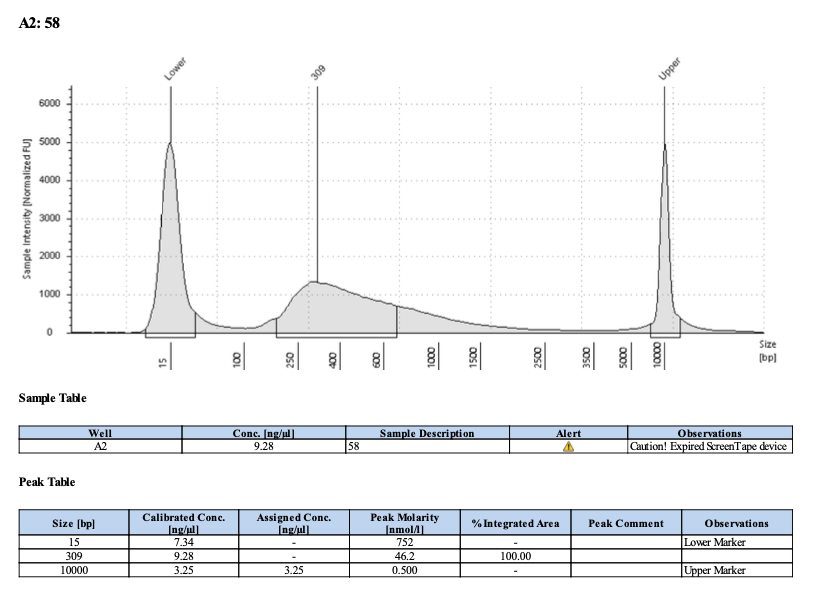 A2: 58
Lower
309
Upper
Sample Intensity [Normalized FU]
6000
5000
4000
3000
2000
1000
0
15
100
250
400
600
1000
1500
2500
3500
5000
10000
Size
[bp]
Sample Table
Well Conc. [ng/µl] Sample Description Alert Observations
A2 9.28 58 Caution! Expired ScreenTape device
Peak Table
Size [bp] Calibrated Conc. [ng/µl] Assigned Conc. [ng/µl] Peak Molarity [nmol/l] % Integrated Area Peak Comment Observations
15 7.34 - 752 - Lower Marker
309 9.28 - 46.2 100.00
10000 3.25 3.25 0.500 - Upper Marker